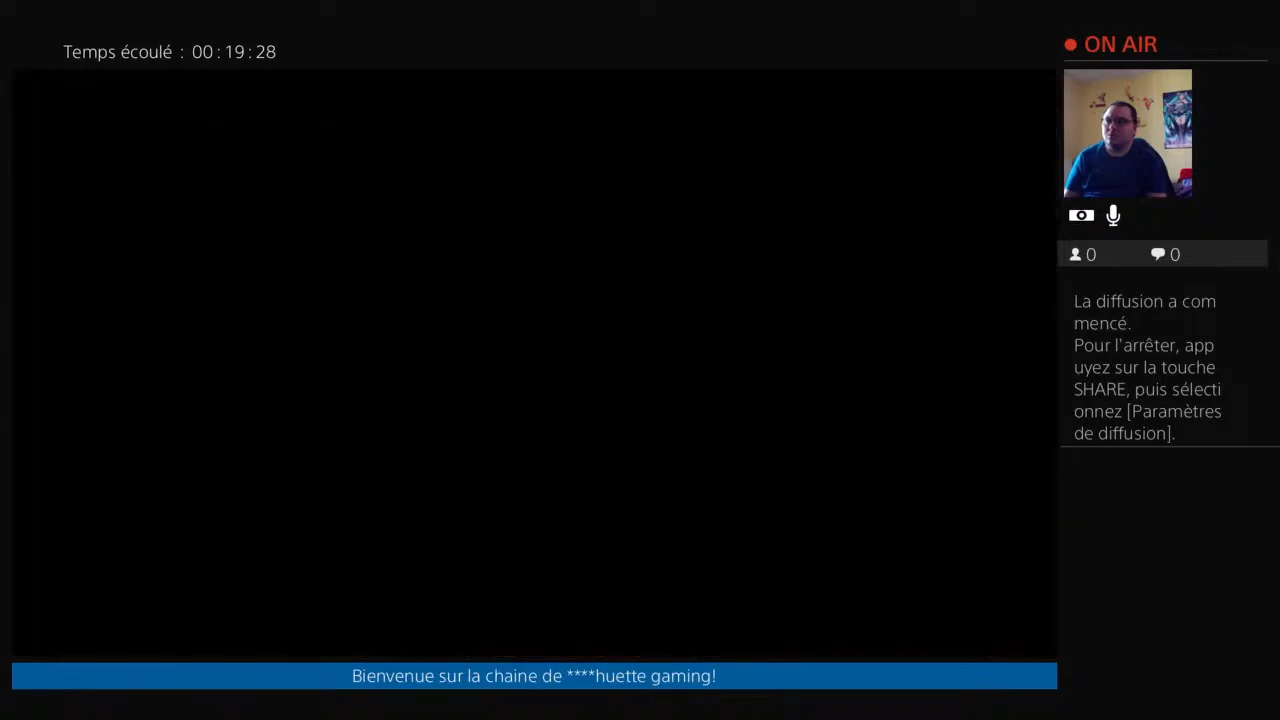 Temps écoulé : 00:19:28
ON AIR
0 0
La diffusion a com
mencé.
Pour l'arrêter, app
uyez sur la touche
SHARE, puis sélecti
onnez [Paramètres
de diffusion].
Bienvenue sur la chaine de ****huette gaming!